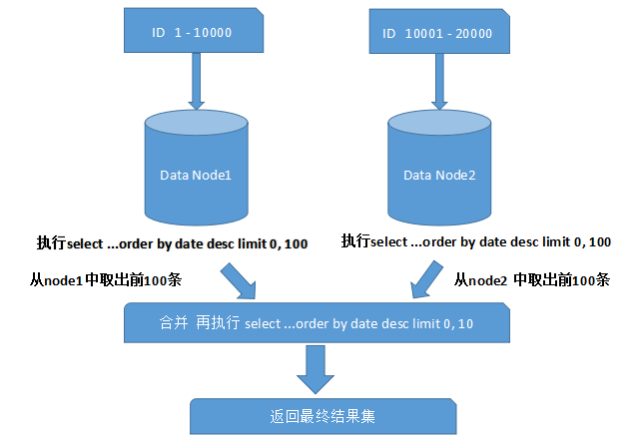 ID 1 - 10000
ID 10001 - 20000
Data Node1
Data Node2
执行select ...order by date desc limit 0, 100
执行select ...order by date desc limit 0, 100
从node1中取出前100条
从node2 中取出前100条
合并 再执行 select ...order by date desc limit 0, 10
返回最终结果集